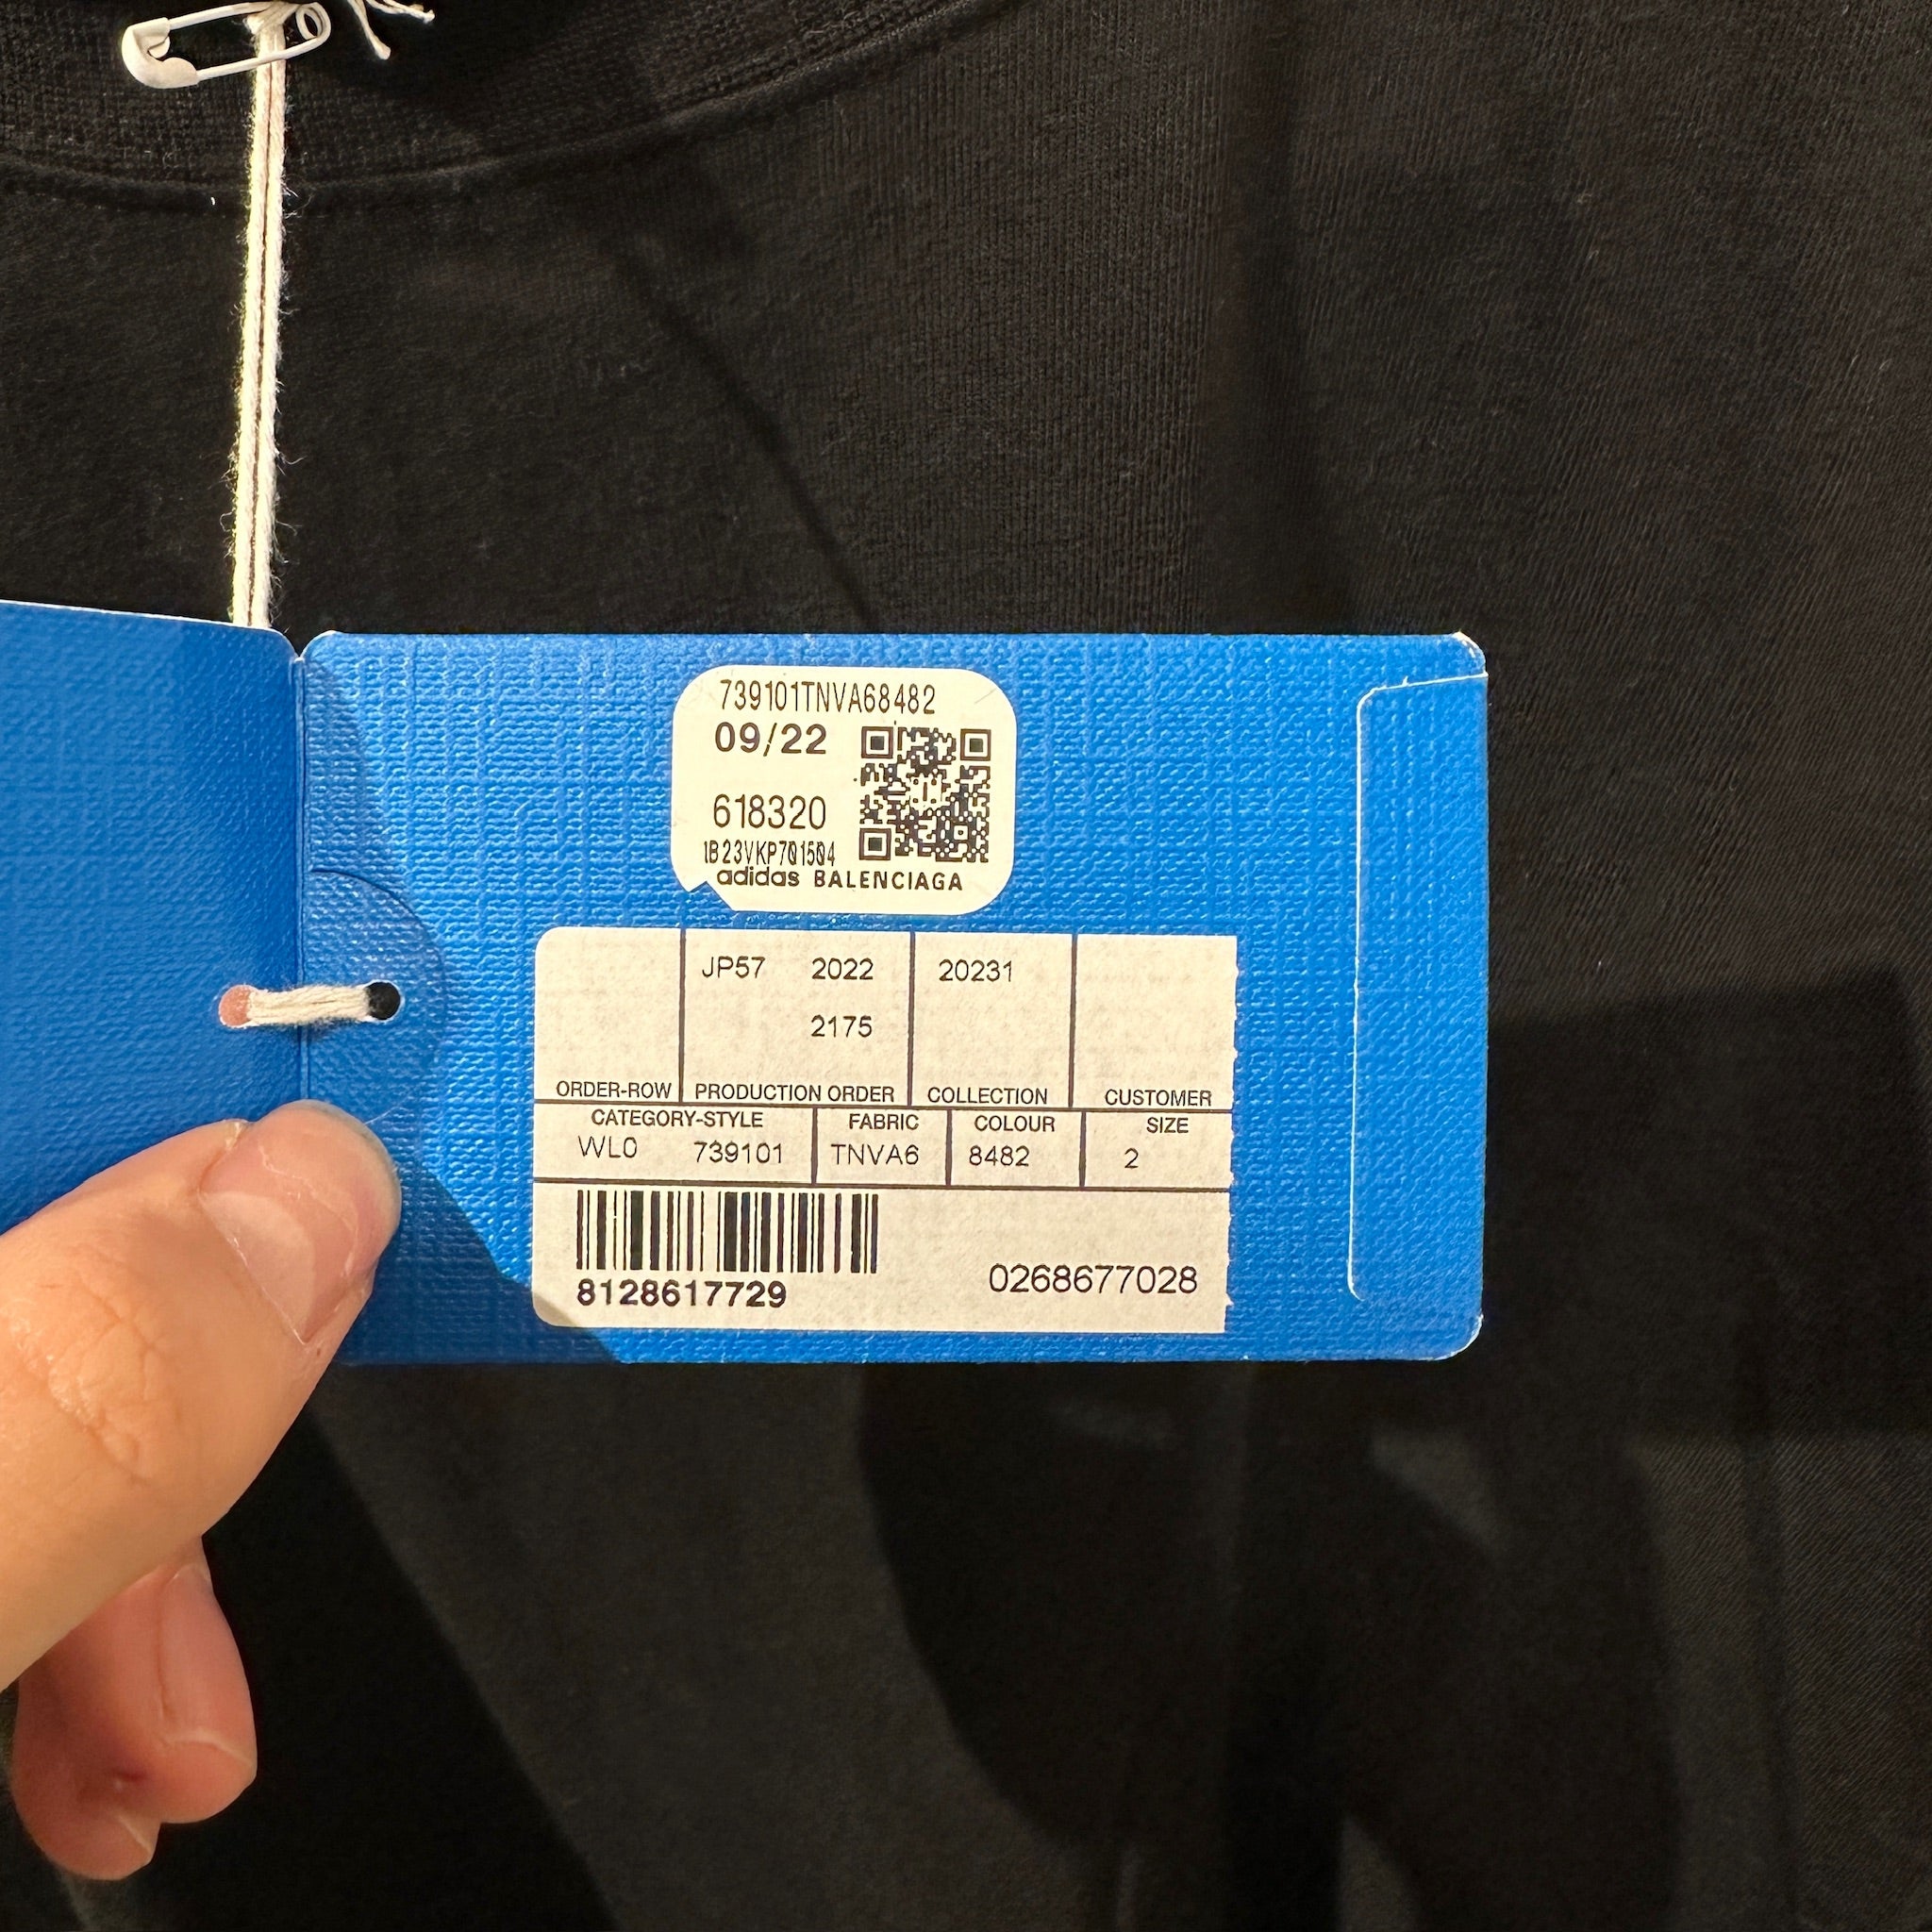 739101TNVA68482
09/22
618320
1B23VKP701504
adidas BALENCIAGA
JP57 2022 20231
2175
ORDER-ROW PRODUCTION ORDER COLLECTION CUSTOMER
CATEGORY-STYLE FABRIC COLOUR SIZE
WL0 739101 TNVA6 8482 2
8128617729
0268677028